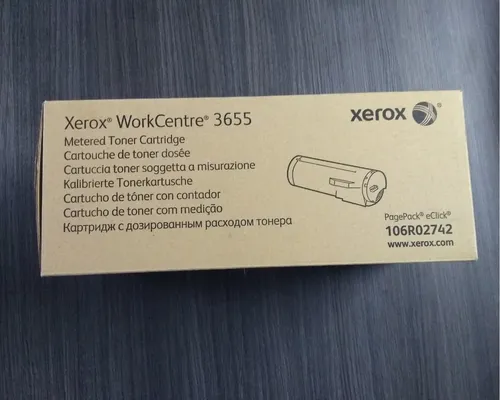 Xerox® WorkCentre® 3655
Metered Toner Cartridge
Cartouche de toner dosée
Cartuccia toner soggetta a misurazione
Kalibrierte Tonerkartusche
Cartucho de tóner con contador
Cartucho de toner com medição
Картридж с дозированным расходом тонера
xerox
PagePack® eClick®
106R02742
www.xerox.com